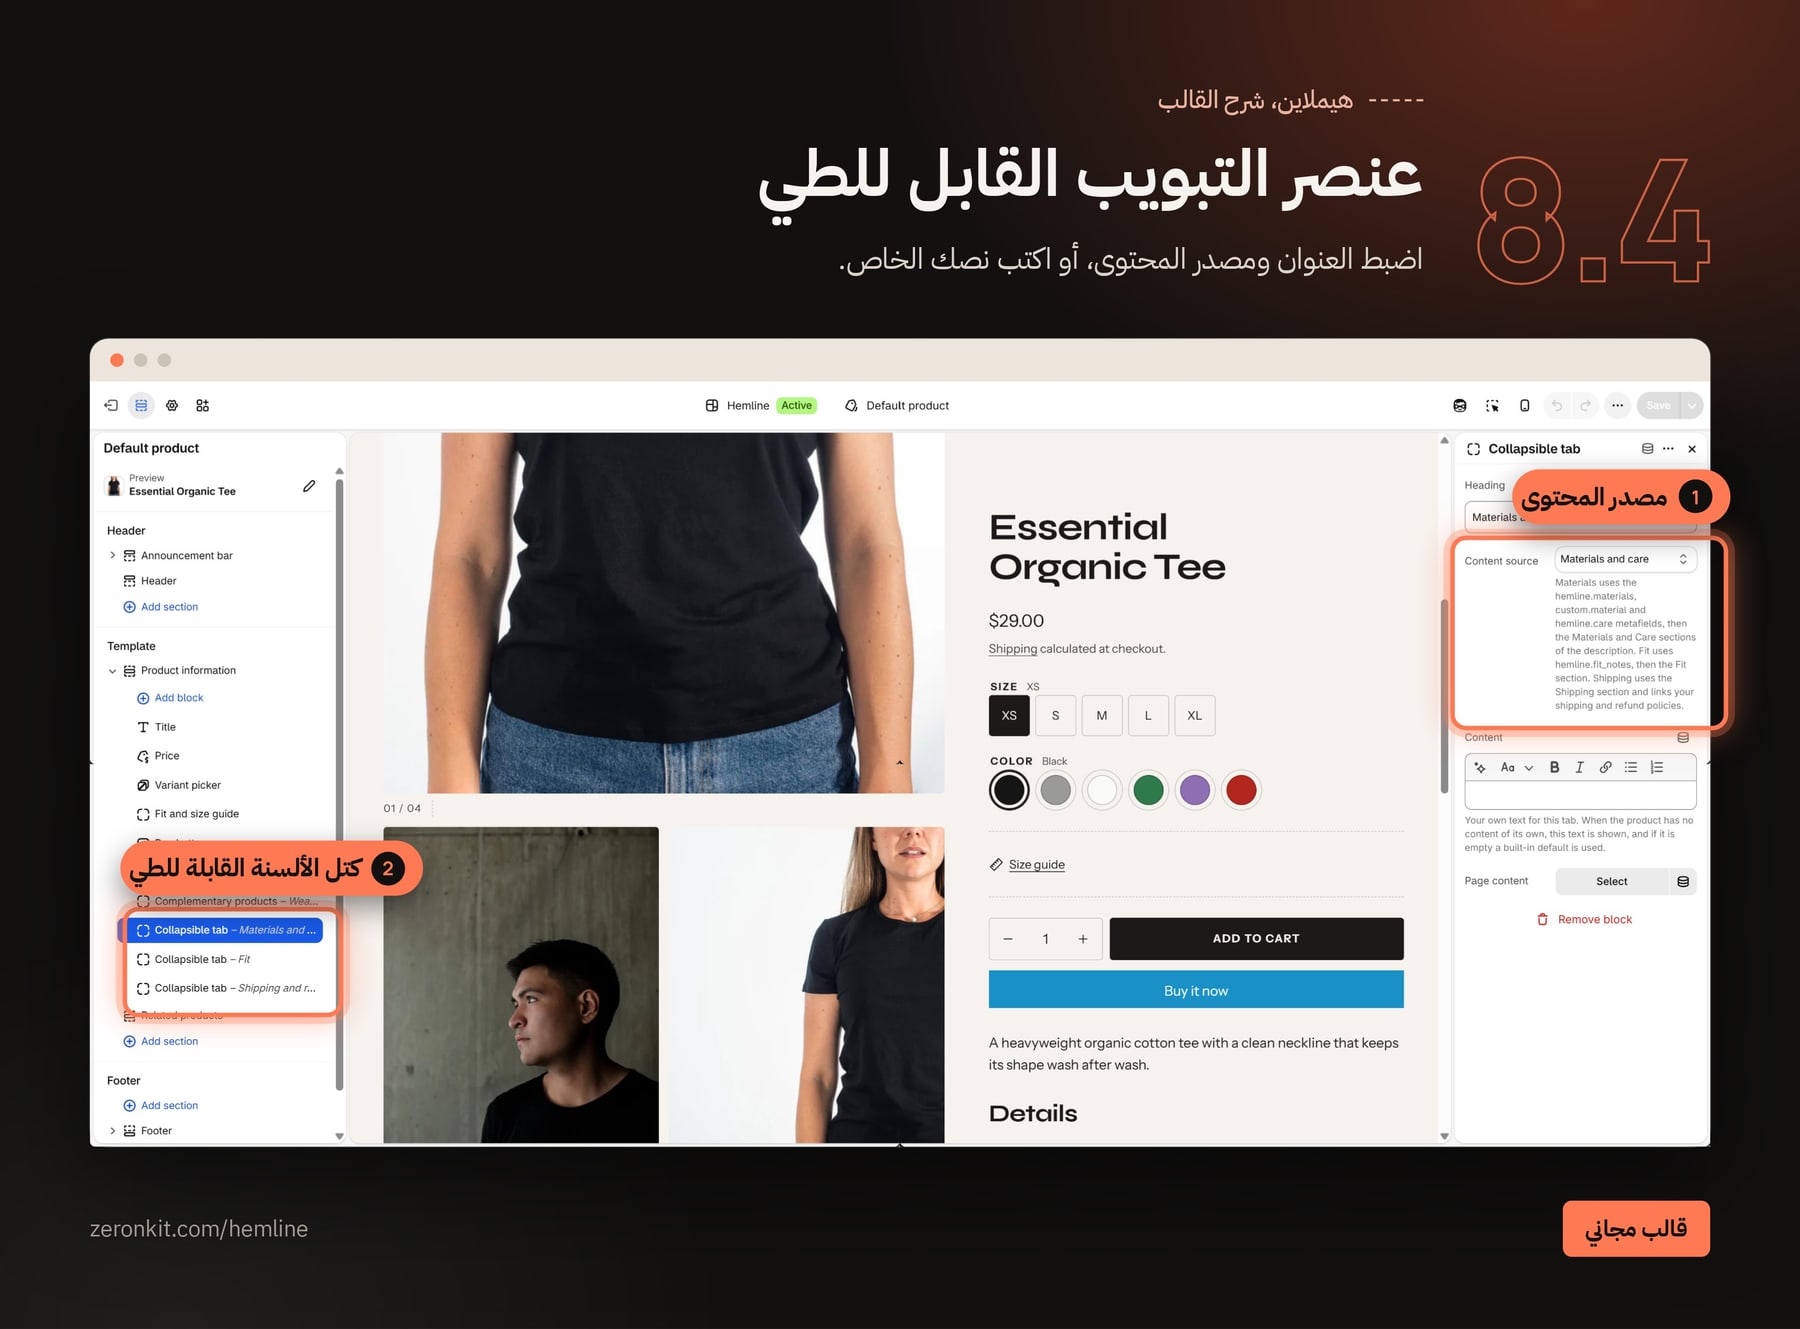 هيملاين، شرح القالب
8.4
عنصر التبويب القابل للطي
اضبط العنوان ومصدر المحتوى، أو اكتب نصك الخاص.
Hemline Active
Default product
Save
Default product
Preview
Essential Organic Tee
Header
Announcement bar
Header
Add section
Template
Product information
Add block
Title
Price
Variant picker
Fit and size guide
2 كتل الألسنة القابلة للطي
Complementary products – Wea...
Collapsible tab – Materials and ...
Collapsible tab – Fit
Collapsible tab – Shipping and r...
Related products
Add section
Footer
Add section
Footer
01 / 04
Essential
Organic Tee
$29.00
Shipping calculated at checkout.
SIZE XS
XS S M L XL
COLOR Black
Size guide
− 1 +
ADD TO CART
Buy it now
A heavyweight organic cotton tee with a clean neckline that keeps
its shape wash after wash.
Details
Collapsible tab
Heading
1 مصدر المحتوى
Materials
Content source
Materials and care
Materials uses the
hemline.materials,
custom.material and
hemline.care metafields, then
the Materials and Care sections
of the description. Fit uses
hemline.fit_notes, then the Fit
section. Shipping uses the
Shipping section and links your
shipping and refund policies.
Content
Aa B I
Your own text for this tab. When the product has no
content of its own, this text is shown, and if it is
empty a built-in default is used.
Page content
Select
Remove block
zeronkit.com/hemline
قالب مجاني